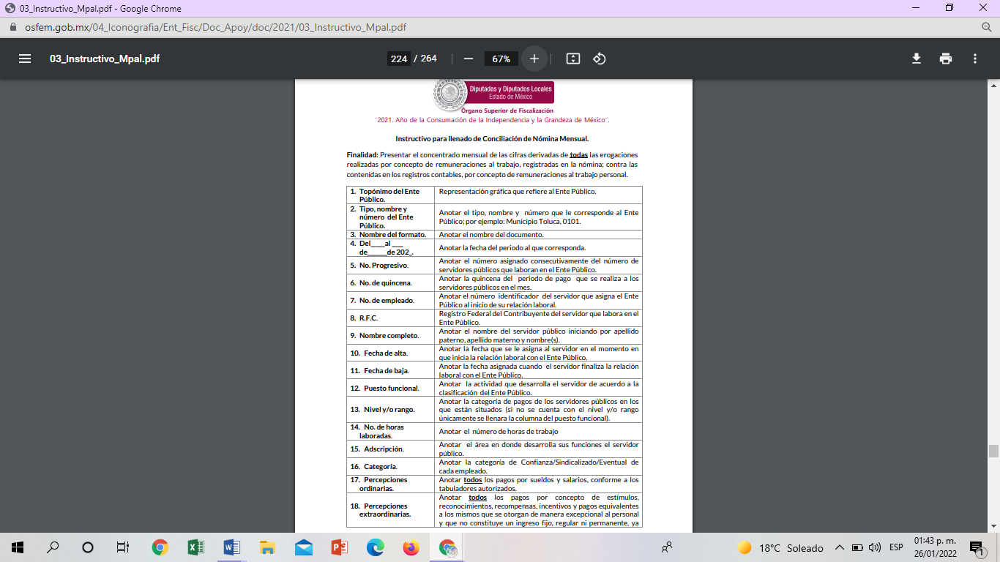 03_Instructivo_Mpal.pdf - Google Chrome
osfem.gob.mx/04_Iconografia/Ent_Fisc/Doc_Apoy/doc/2021/03_Instructivo_Mpal.pdf
03_Instructivo_Mpal.pdf
224 / 264
67%
Diputadas y Diputados Locales
Estado de México
Órgano Superior de Fiscalización
¨2021. Año de la Consumación de la Independencia y la Grandeza de México¨.
Instructivo para llenado de Conciliación de Nómina Mensual.
Finalidad: Presentar el concentrado mensual de las cifras derivadas de todas las erogaciones
realizadas por concepto de remuneraciones al trabajo, registradas en la nómina; contra las
contenidas en los registros contables, por concepto de remuneraciones al trabajo personal.
1. Topónimo del Ente
Público.
Representación gráfica que refiere al Ente Público.
2. Tipo, nombre y
número del Ente
Público.
Anotar el tipo, nombre y número que le corresponde al Ente
Público; por ejemplo: Municipio Toluca, 0101.
3. Nombre del formato.
Anotar el nombre del documento.
4. Del____al ___
de______de 202_.
Anotar la fecha del periodo al que corresponda.
5. No. Progresivo.
Anotar el número asignado consecutivamente del número de
servidores públicos que laboran en el Ente Público.
6. No. de quincena.
Anotar la quincena del periodo de pago que se realiza a los
servidores públicos en el mes.
7. No. de empleado.
Anotar el número identificador del servidor que asigna el Ente
Público al inicio de su relación laboral.
8. R.F.C.
Registro Federal del Contribuyente del servidor que labora en el
Ente Público.
9. Nombre completo.
Anotar el nombre del servidor público iniciando por apellido
paterno, apellido materno y nombre(s).
10. Fecha de alta.
Anotar la fecha que se le asigna al servidor en el momento en
que inicia la relación laboral con el Ente Público.
11. Fecha de baja.
Anotar la fecha asignada cuando el servidor finaliza la relación
laboral con el Ente Público.
12. Puesto funcional.
Anotar la actividad que desarrolla el servidor de acuerdo a la
clasificación del Ente Público.
13. Nivel y/o rango.
Anotar la categoría de pagos de los servidores públicos en los
que están situados (si no se cuenta con el nivel y/o rango
únicamente se llenara la columna del puesto funcional).
14. No. de horas
laboradas.
Anotar el número de horas de trabajo
15. Adscripción.
Anotar el área en donde desarrolla sus funciones el servidor
público.
16. Categoría.
Anotar la categoría de Confianza/Sindicalizado/Eventual de
cada empleado.
17. Percepciones
ordinarias.
Anotar todos los pagos por sueldos y salarios, conforme a los
tabuladores autorizados.
18. Percepciones
extraordinarias.
Anotar todos los pagos por concepto de estímulos,
reconocimientos, recompensas, incentivos y pagos equivalentes
a los mismos que se otorgan de manera excepcional al personal
y que no constituye un ingreso fijo, regular ni permanente, ya
18°C Soleado
ESP
01:43 p. m.
26/01/2022
1